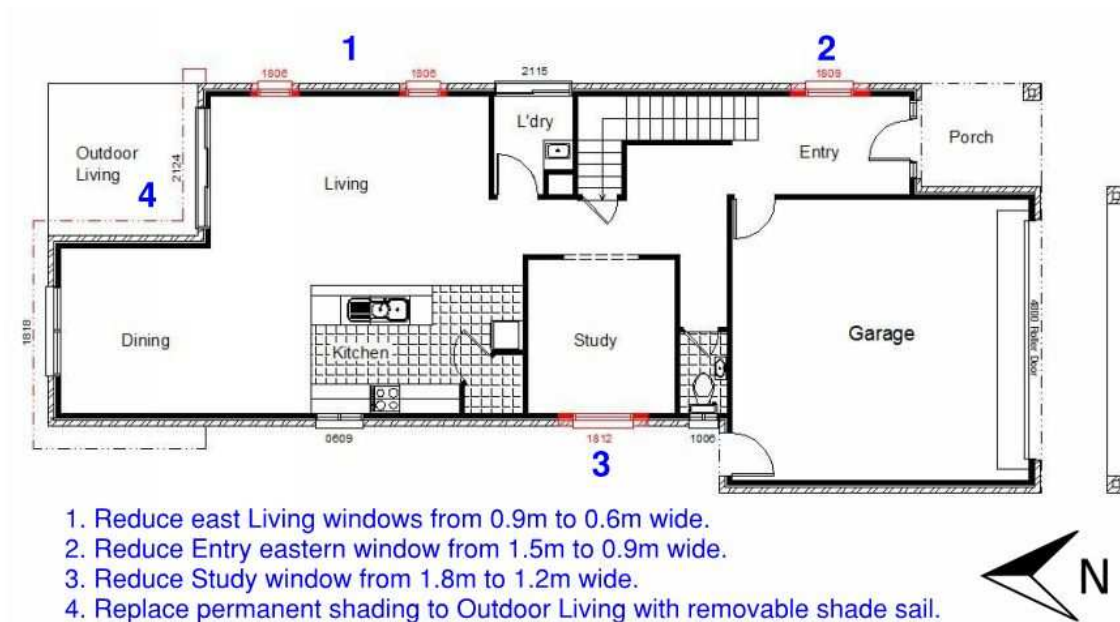 1
2
1806
1806
2115
1809
L'dry
Porch
Entry
Outdoor
Living
2124
Living
4
1818
Dining
Kitchen
Study
Garage
4800 Roller Door
0609
1812
1006
3
1. Reduce east Living windows from 0.9m to 0.6m wide.
2. Reduce Entry eastern window from 1.5m to 0.9m wide.
3. Reduce Study window from 1.8m to 1.2m wide.
4. Replace permanent shading to Outdoor Living with removable shade sail.
N